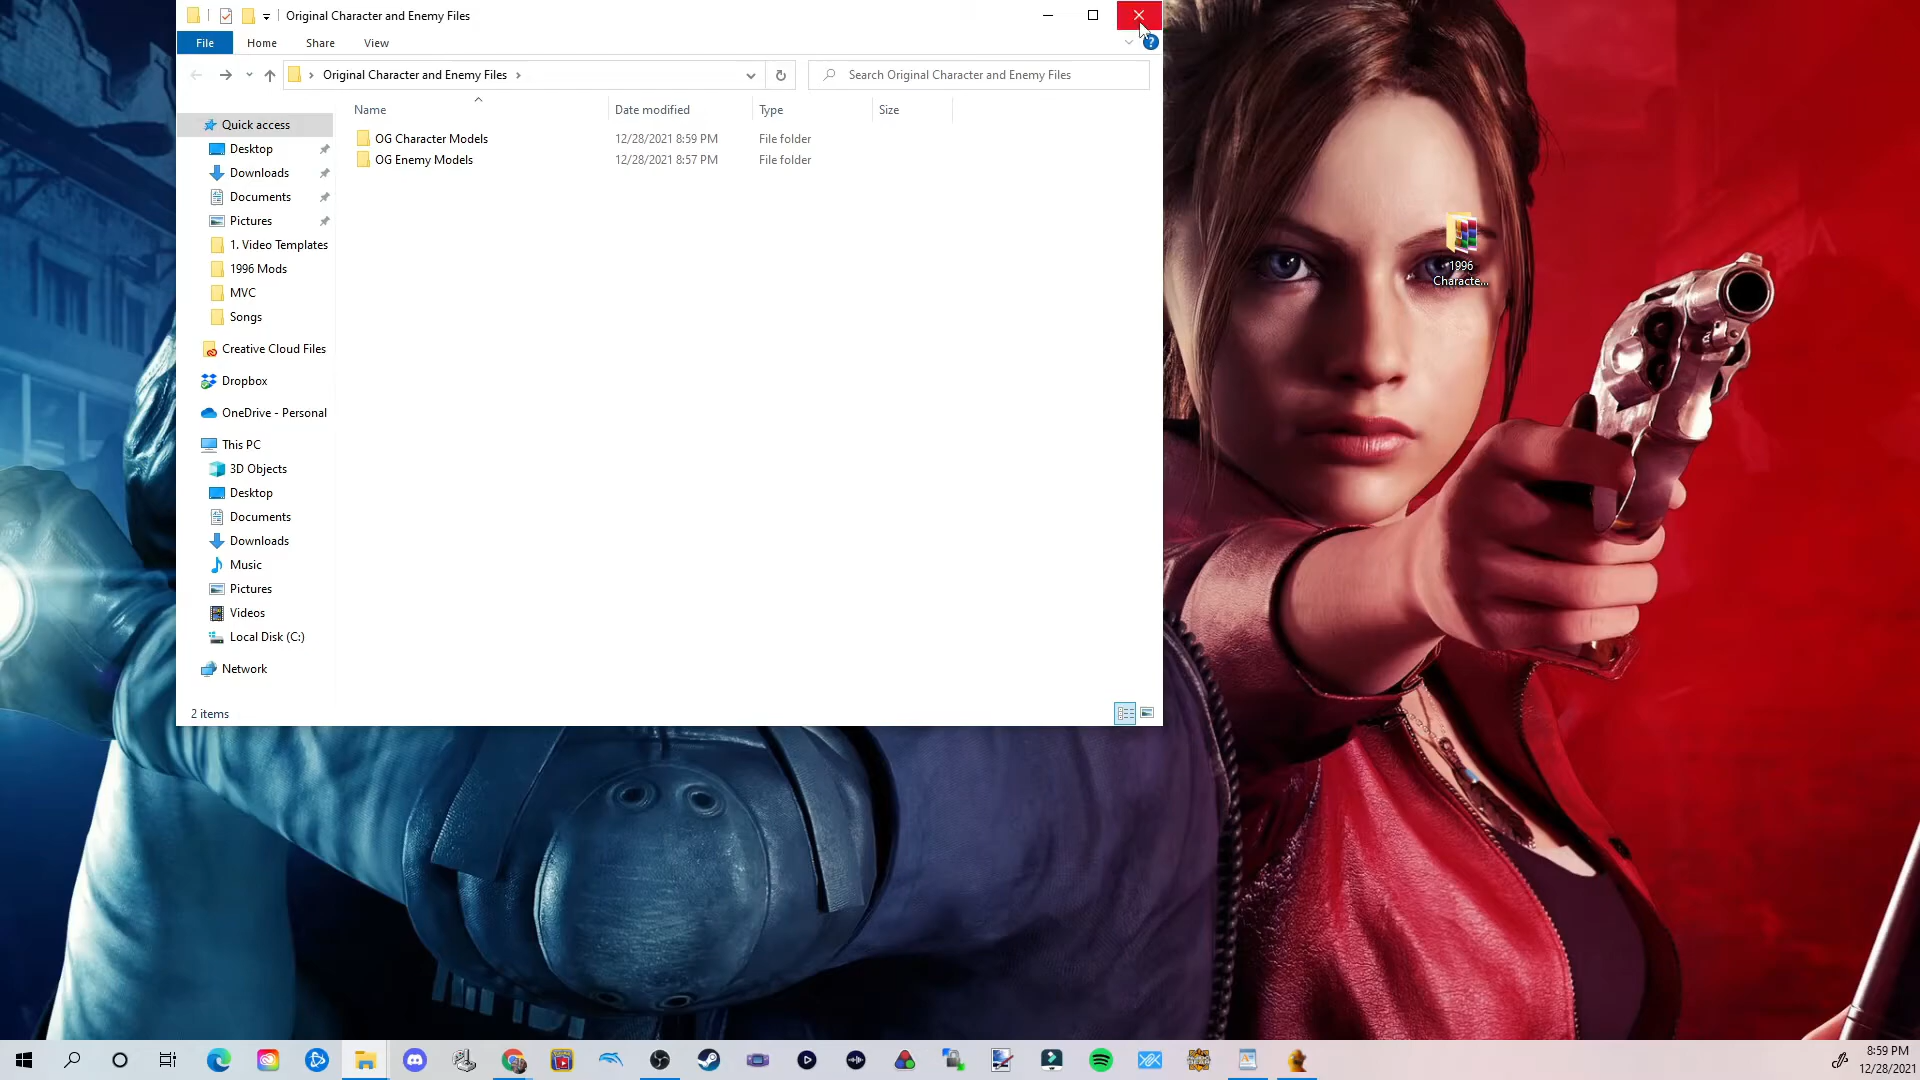 Original Character and Enemy Files
File Home Share View
Original Character and Enemy Files
Search Original Character and Enemy Files
Name Date modified Type Size
OG Character Models 12/28/2021 8:59 PM File folder
OG Enemy Models 12/28/2021 8:57 PM File folder
Quick access
Desktop
Downloads
Documents
Pictures
1. Video Templates
1996 Mods
MVC
Songs
Creative Cloud Files
Dropbox
OneDrive - Personal
This PC
3D Objects
Desktop
Documents
Downloads
Music
Pictures
Videos
Local Disk (C:)
Network
2 items
1996
Characte...
8:59 PM
12/28/2021